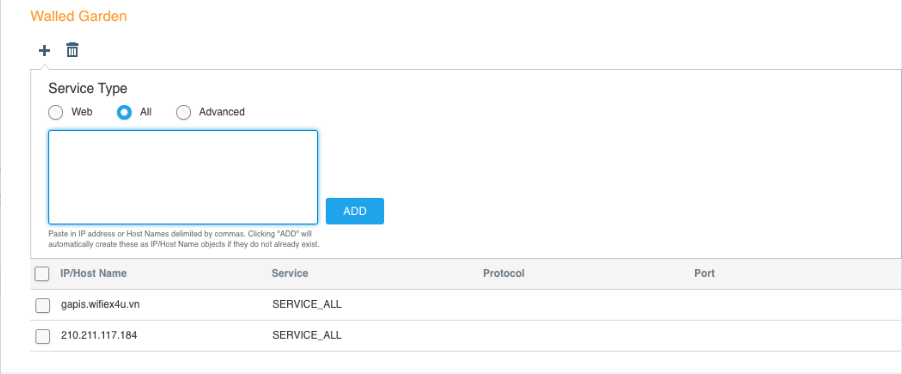 Walled Garden
Service Type
Web All Advanced
ADD
Paste in IP address or Host Names delimited by commas. Clicking "ADD" will
automatically create these as IP/Host Name objects if they do not already exist.
IP/Host Name Service Protocol Port
gapis.wifiex4u.vn SERVICE_ALL
210.211.117.184 SERVICE_ALL